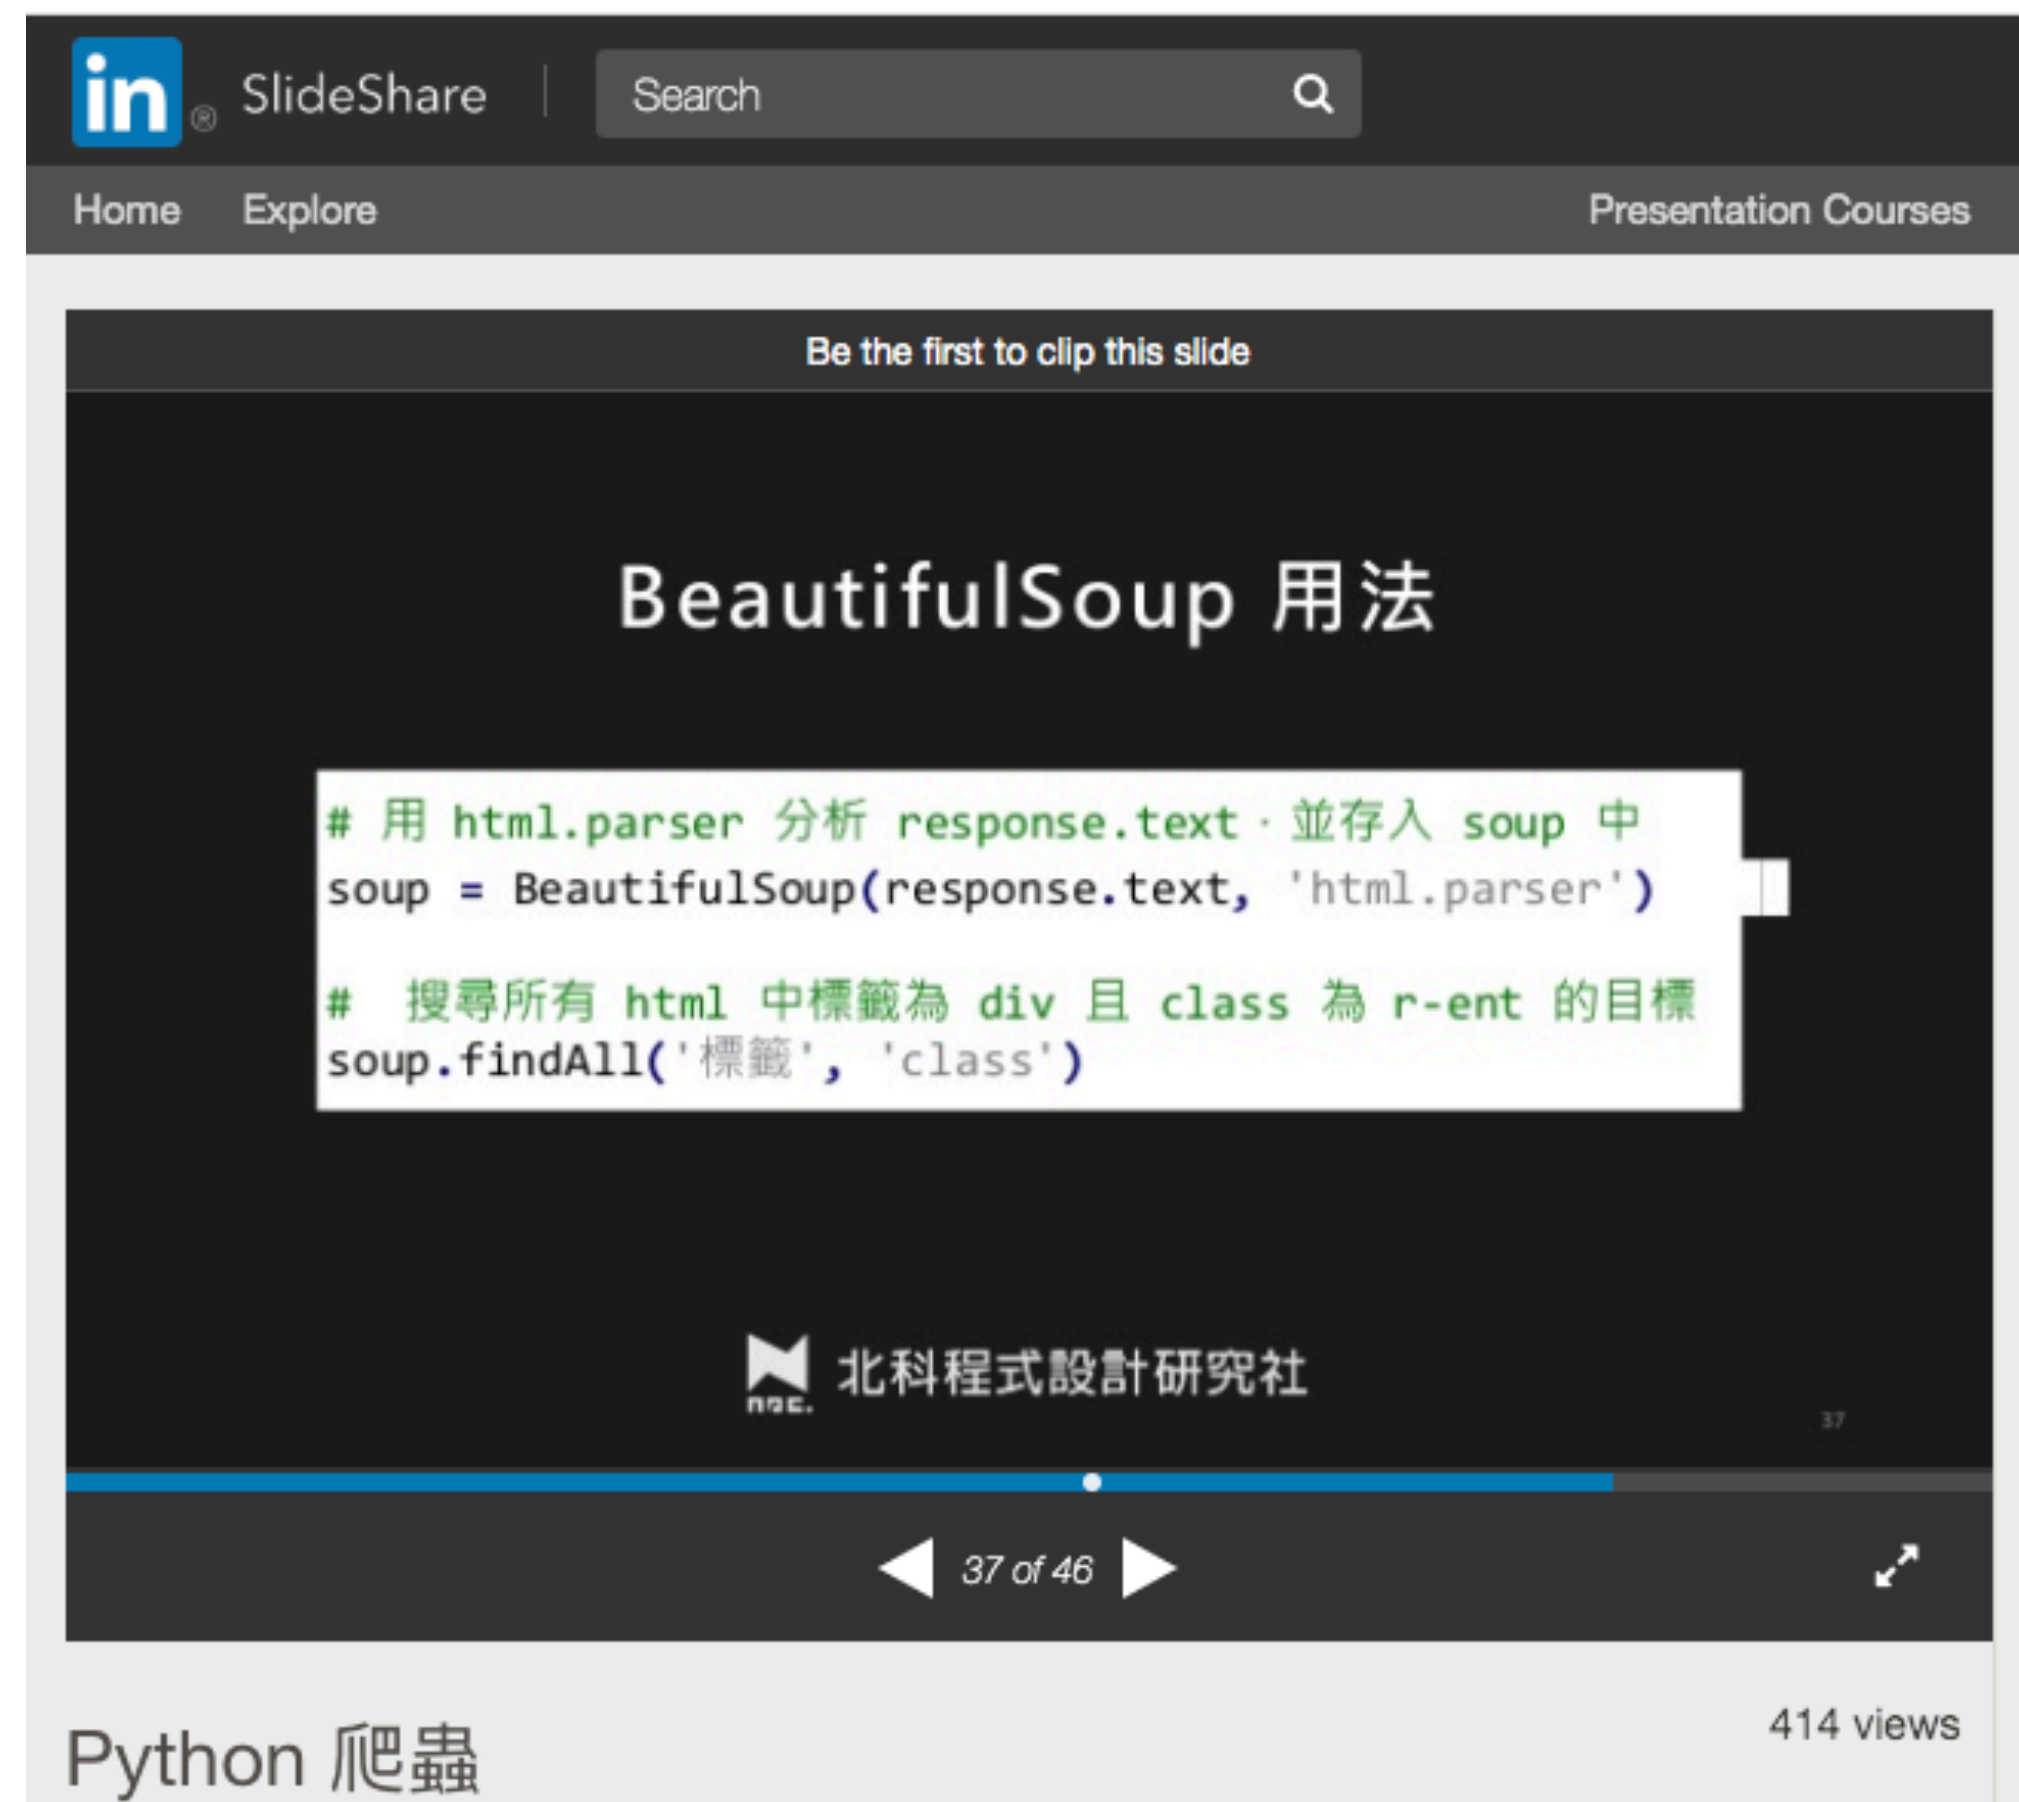 in ® SlideShare Search
Home Explore Presentation Courses
Be the first to clip this slide
BeautifulSoup 用法
# 用 html.parser 分析 response.text，並存入 soup 中
soup = BeautifulSoup(response.text, 'html.parser')
# 搜尋所有 html 中標籤為 div 且 class 為 r-ent 的目標
soup.findAll('標籤', 'class')
北科程式設計研究社
37
37 of 46
Python 爬蟲
414 views